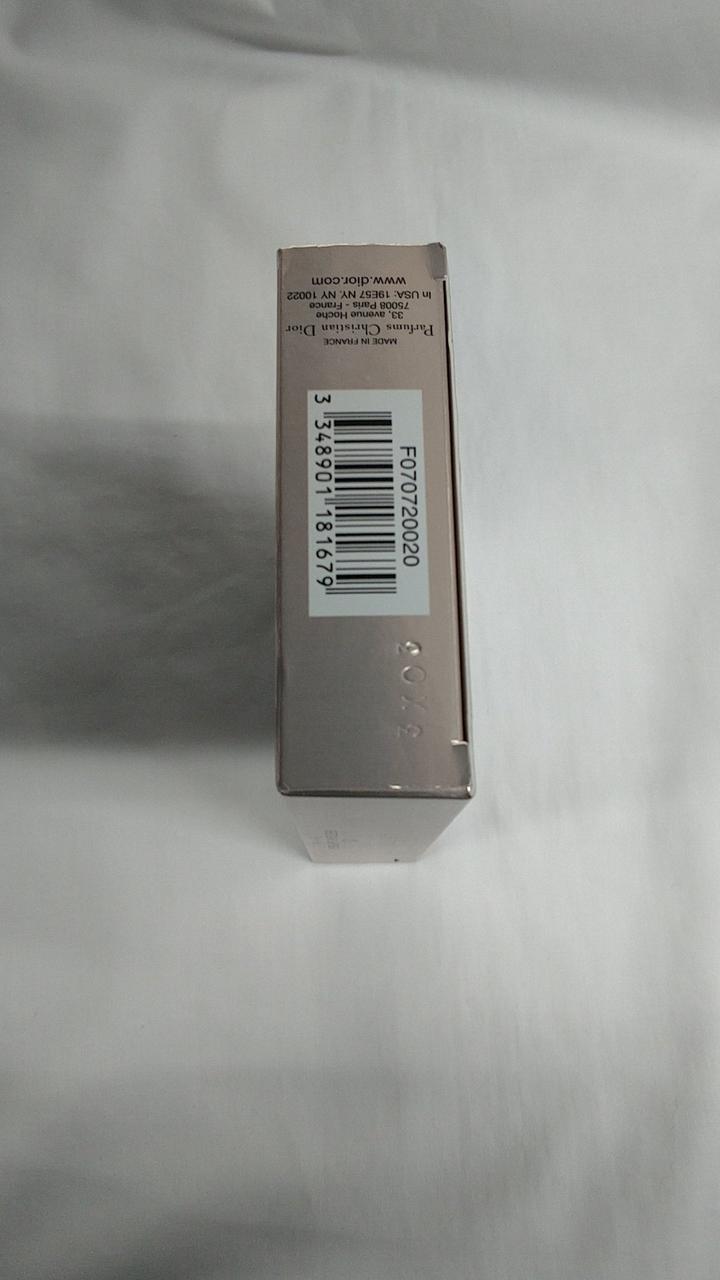 MADE IN FRANCE
Parfums Christian Dior
33, avenue Hoche
75008 Paris - France
In USA: 19E57 NY. NY 10022
www.dior.com
F070720020
3 348901 181679